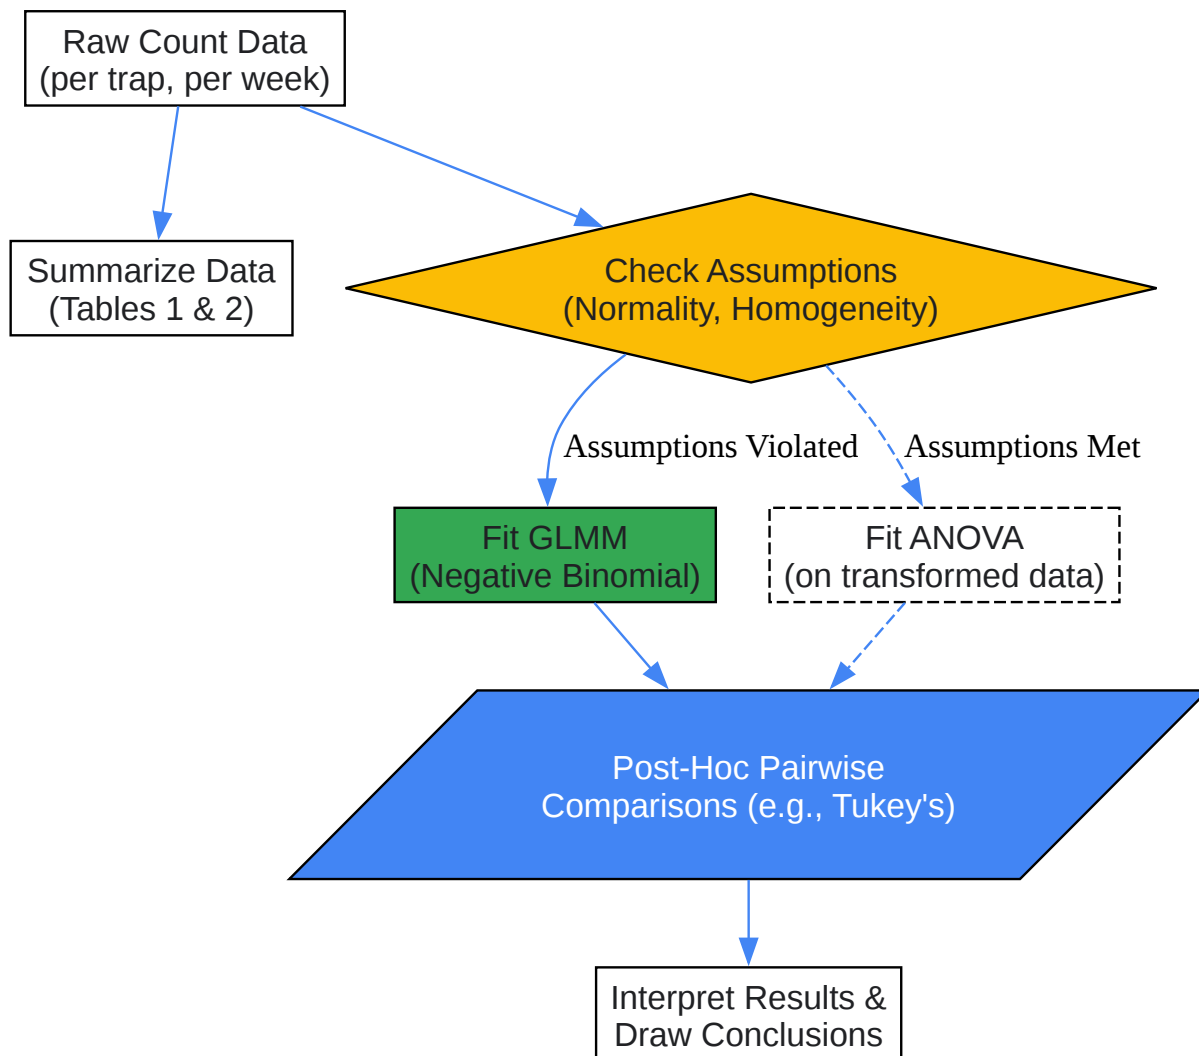 Raw Count Data
(per trap, per week)
Summarize Data
(Tables 1 & 2)
Check Assumptions
(Normality, Homogeneity)
Assumptions Violated
Assumptions Met
Fit GLMM
(Negative Binomial)
Fit ANOVA
(on transformed data)
Post-Hoc Pairwise
Comparisons (e.g., Tukey's)
Interpret Results &
Draw Conclusions